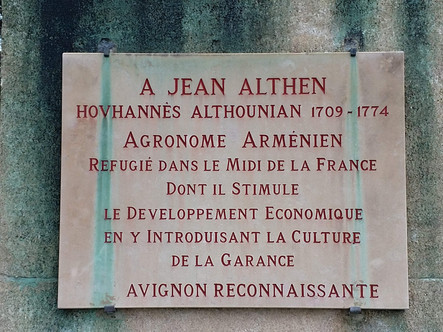 A JEAN ALTHEN
HOVHANNÈS ALTHOUNIAN 1709-1774
AGRONOME ARMÉNIEN
REFUGIÉ DANS LE MIDI DE LA FRANCE
DONT IL STIMULE
LE DEVELOPPEMENT ECONOMIQUE
EN Y INTRODUISANT LA CULTURE
DE LA GARANCE
AVIGNON RECONNAISSANTE